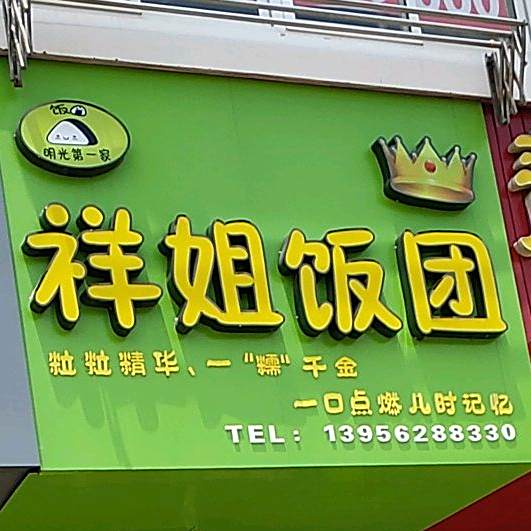 饭团
明光第一家
祥姐饭团
粒粒精华、一“糯”千金
一口点燃儿时记忆
TEL: 13956288330